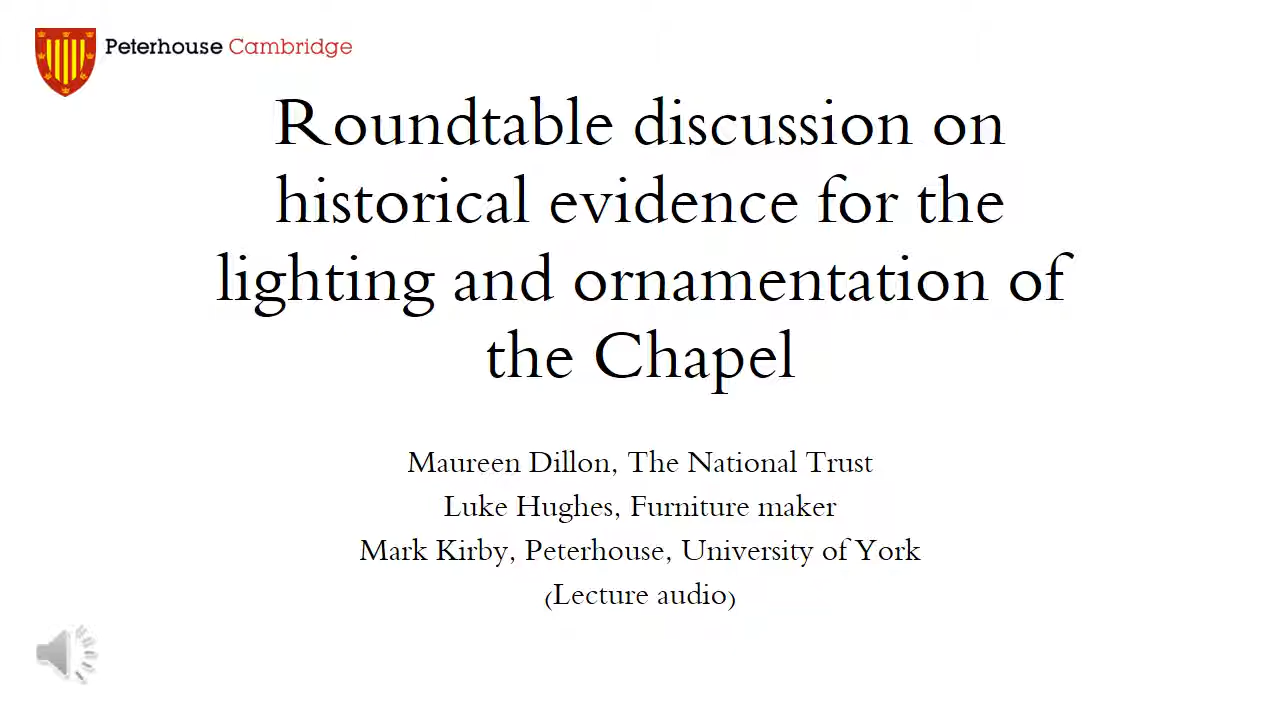 Peterhouse Cambridge
Roundtable discussion on
historical evidence for the
lighting and ornamentation of
the Chapel
Maureen Dillon, The National Trust
Luke Hughes, Furniture maker
Mark Kirby, Peterhouse, University of York
(Lecture audio)